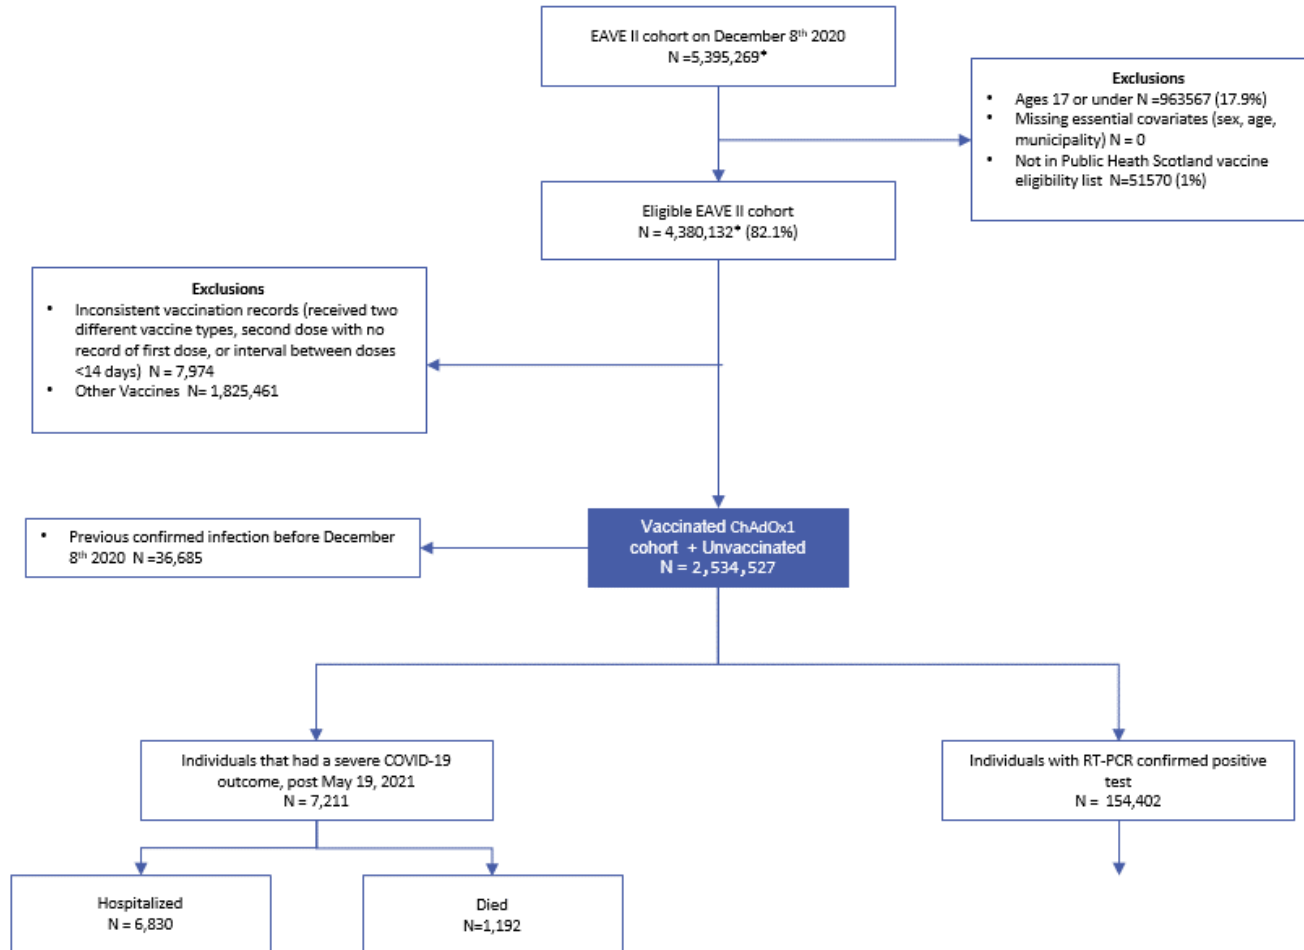 EAVE II cohort on December 8th 2020
N =5,395,269*
Exclusions
• Ages 17 or under N =963567 (17.9%)
• Missing essential covariates (sex, age,
municipality) N = 0
• Not in Public Heath Scotland vaccine
eligibility list N=51570 (1%)
Eligible EAVE II cohort
N = 4,380,132* (82.1%)
Exclusions
• Inconsistent vaccination records (received two
different vaccine types, second dose with no
record of first dose, or interval between doses
<14 days) N = 7,974
• Other Vaccines N= 1,825,461
Vaccinated ChAdOx1
cohort + Unvaccinated
N = 2,534,527
• Previous confirmed infection before December
8th 2020 N =36,685
Individuals that had a severe COVID-19
outcome, post May 19, 2021
N = 7,211
Individuals with RT-PCR confirmed positive
test
N = 154,402
Hospitalized
N = 6,830
Died
N=1,192